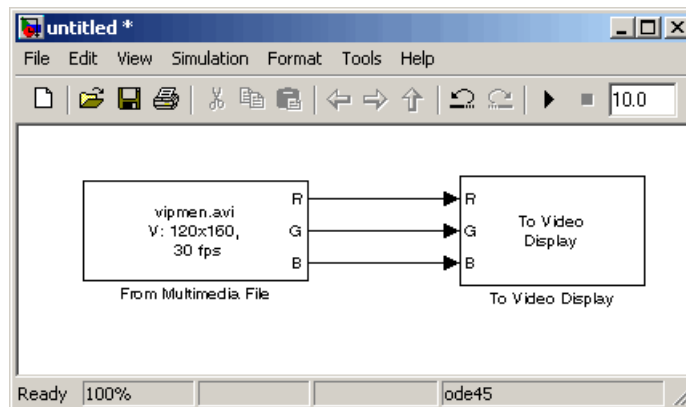 untitled *
File Edit View Simulation Format Tools Help
10.0
vipmen.avi
V: 120x160,
30 fps
R
G
B
From Multimedia File
R
G
B
To Video
Display
To Video Display
Ready 100% ode45